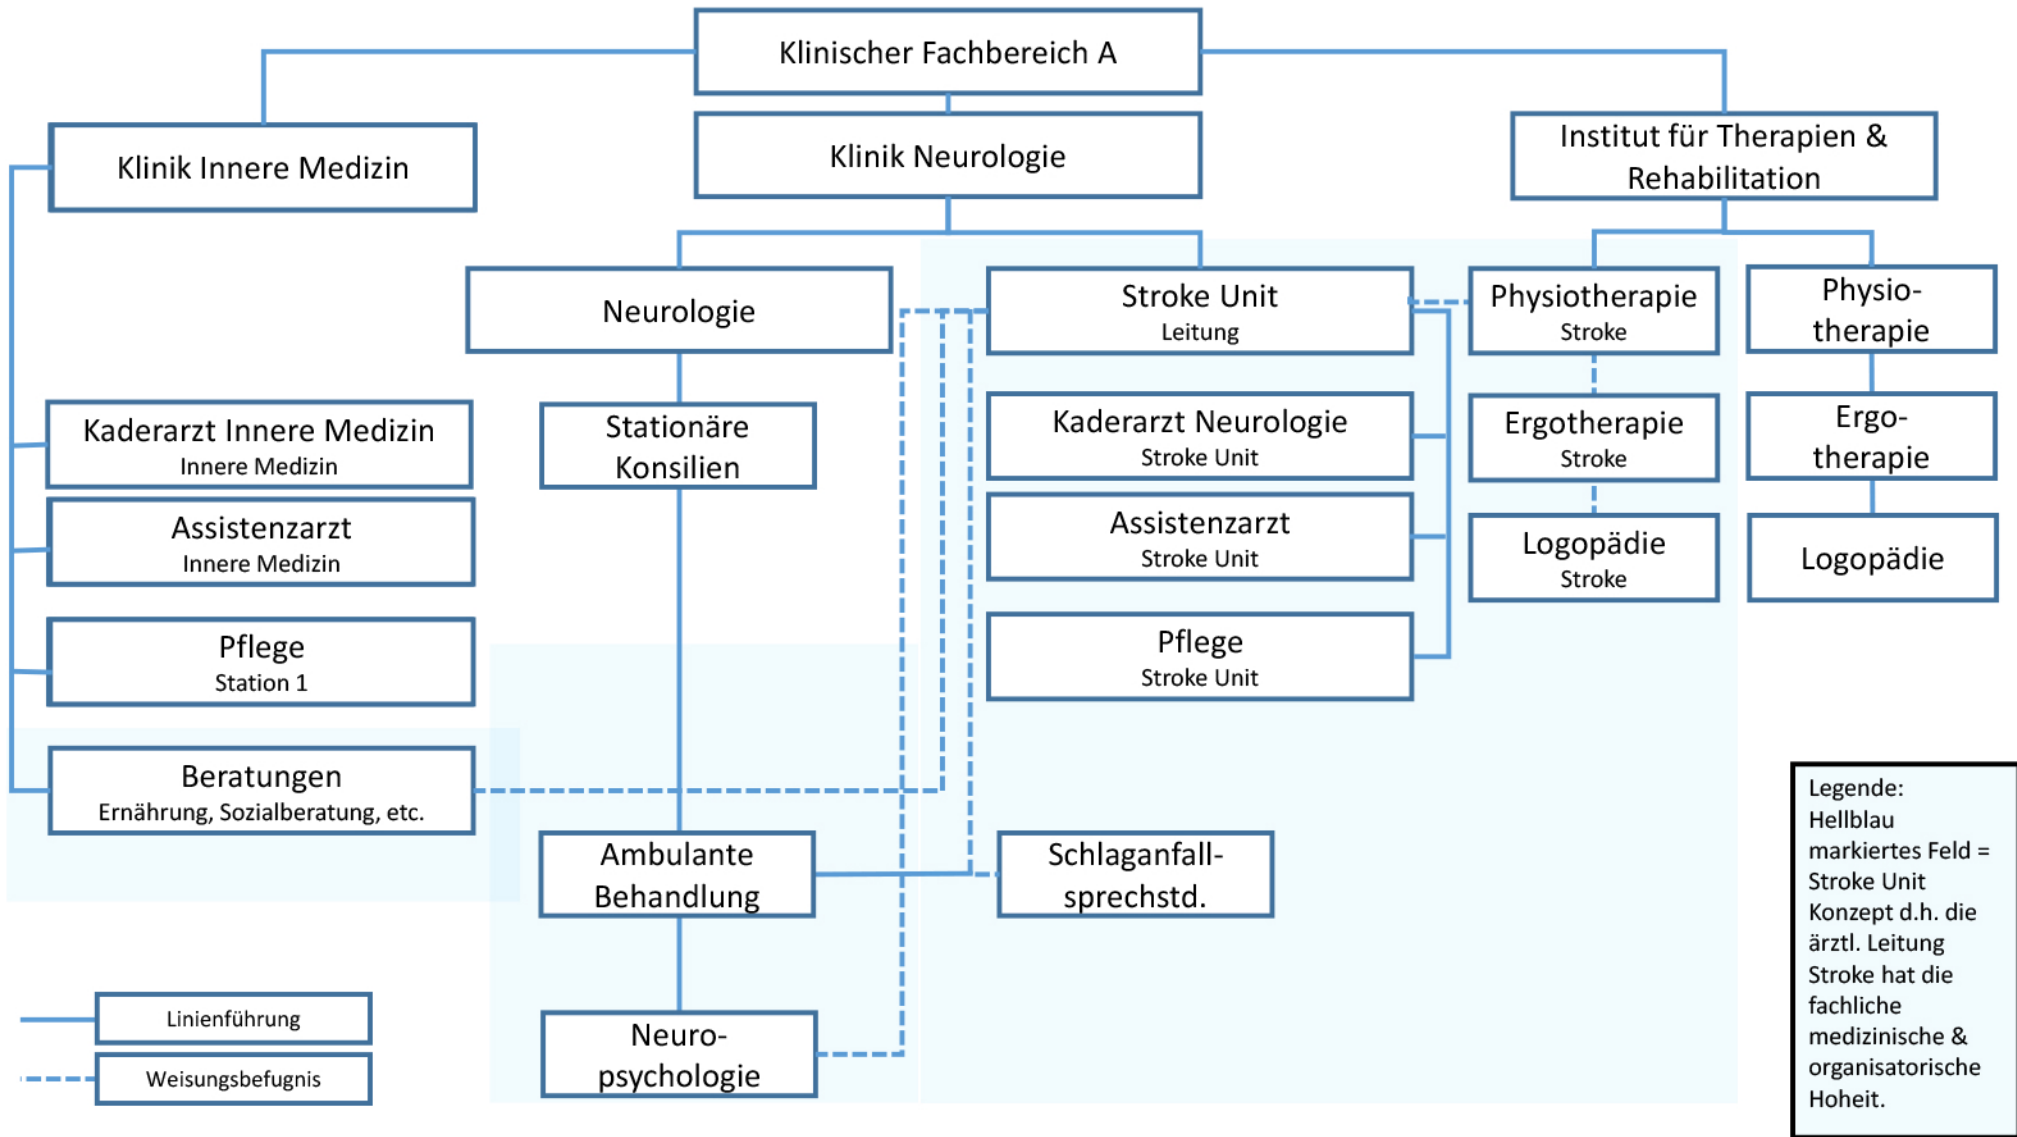 Klinischer Fachbereich A
Klinik Innere Medizin
Klinik Neurologie
Institut für Therapien &
Rehabilitation
Neurologie
Stroke Unit
Leitung
Physiotherapie
Stroke
Physio-
therapie
Kaderarzt Innere Medizin
Innere Medizin
Stationäre
Konsilien
Kaderarzt Neurologie
Stroke Unit
Ergotherapie
Stroke
Ergo-
therapie
Assistenzarzt
Innere Medizin
Assistenzarzt
Stroke Unit
Logopädie
Stroke
Logopädie
Pflege
Station 1
Pflege
Stroke Unit
Beratungen
Ernährung, Sozialberatung, etc.
Ambulante
Behandlung
Schlaganfall-
sprechstd.
Neuro-
psychologie
Linienführung
Weisungsbefugnis
Legende:
Hellblau
markiertes Feld =
Stroke Unit
Konzept d.h. die
ärztl. Leitung
Stroke hat die
fachliche
medizinische &
organisatorische
Hoheit.